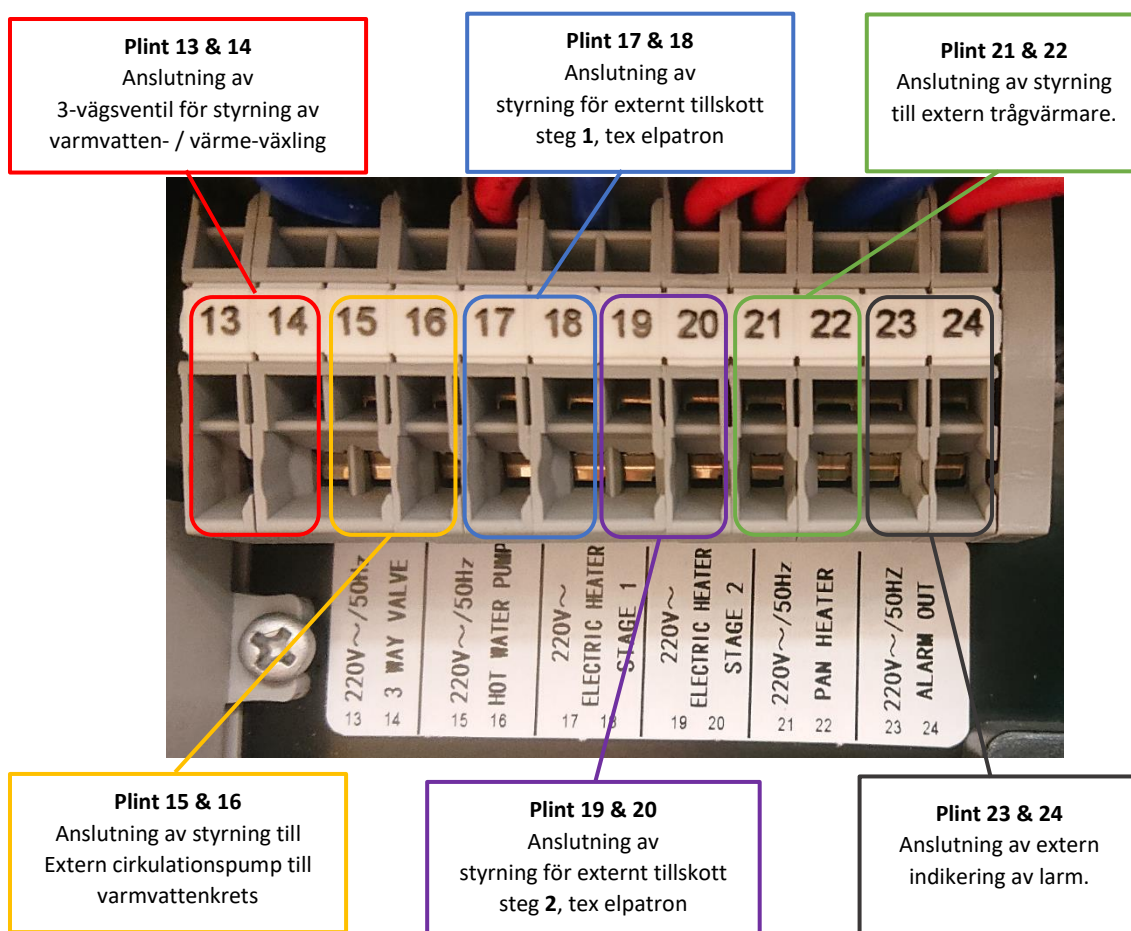 Plint 13 & 14
Anslutning av
3-vägsventil för styrning av
varmvatten- / värme-växling
Plint 17 & 18
Anslutning av
styrning för externt tillskott
steg 1, tex elpatron
Plint 21 & 22
Anslutning av styrning
till extern trågvärmare.
13 14 15 16 17 18 19 20 21 22 23 24
220V~/50Hz
3 WAY VALVE
13 14
220V~/50Hz
HOT WATER PUMP
15 16
220V~
ELECTRIC HEATER
STAGE 1
17 18
220V~
ELECTRIC HEATER
STAGE 2
19 20
220V~/50Hz
PAN HEATER
21 22
220V~/50HZ
ALARM OUT
23 24
Plint 15 & 16
Anslutning av styrning till
Extern cirkulationspump till
varmvattenkrets
Plint 19 & 20
Anslutning av
styrning för externt tillskott
steg 2, tex elpatron
Plint 23 & 24
Anslutning av extern
indikering av larm.